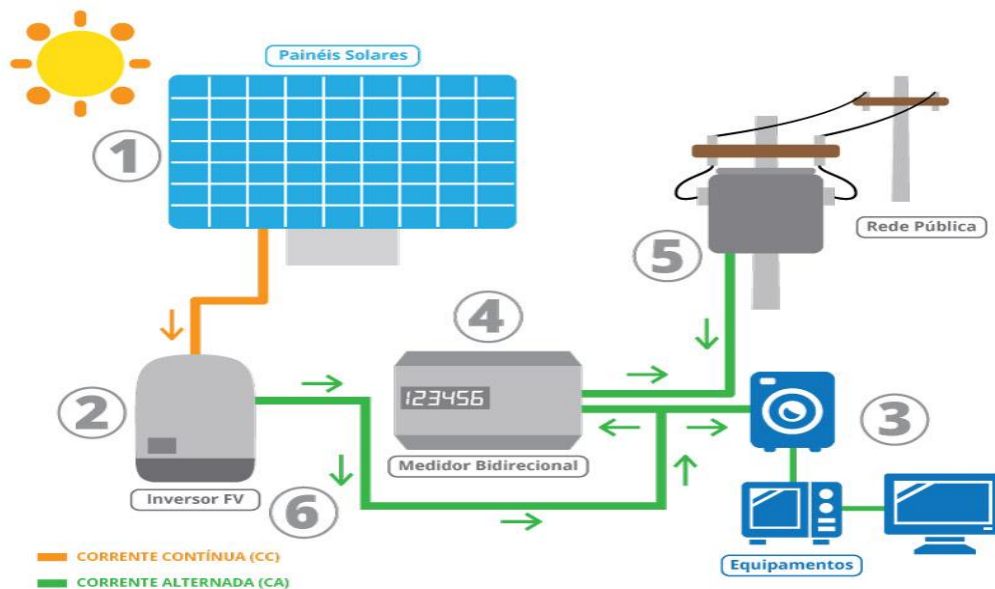 Painéis Solares
1
Rede Pública
5
4
2
123456
3
Medidor Bidirecional
Inversor FV
6
CORRENTE CONTÍNUA (CC)
Equipamentos
CORRENTE ALTERNADA (CA)